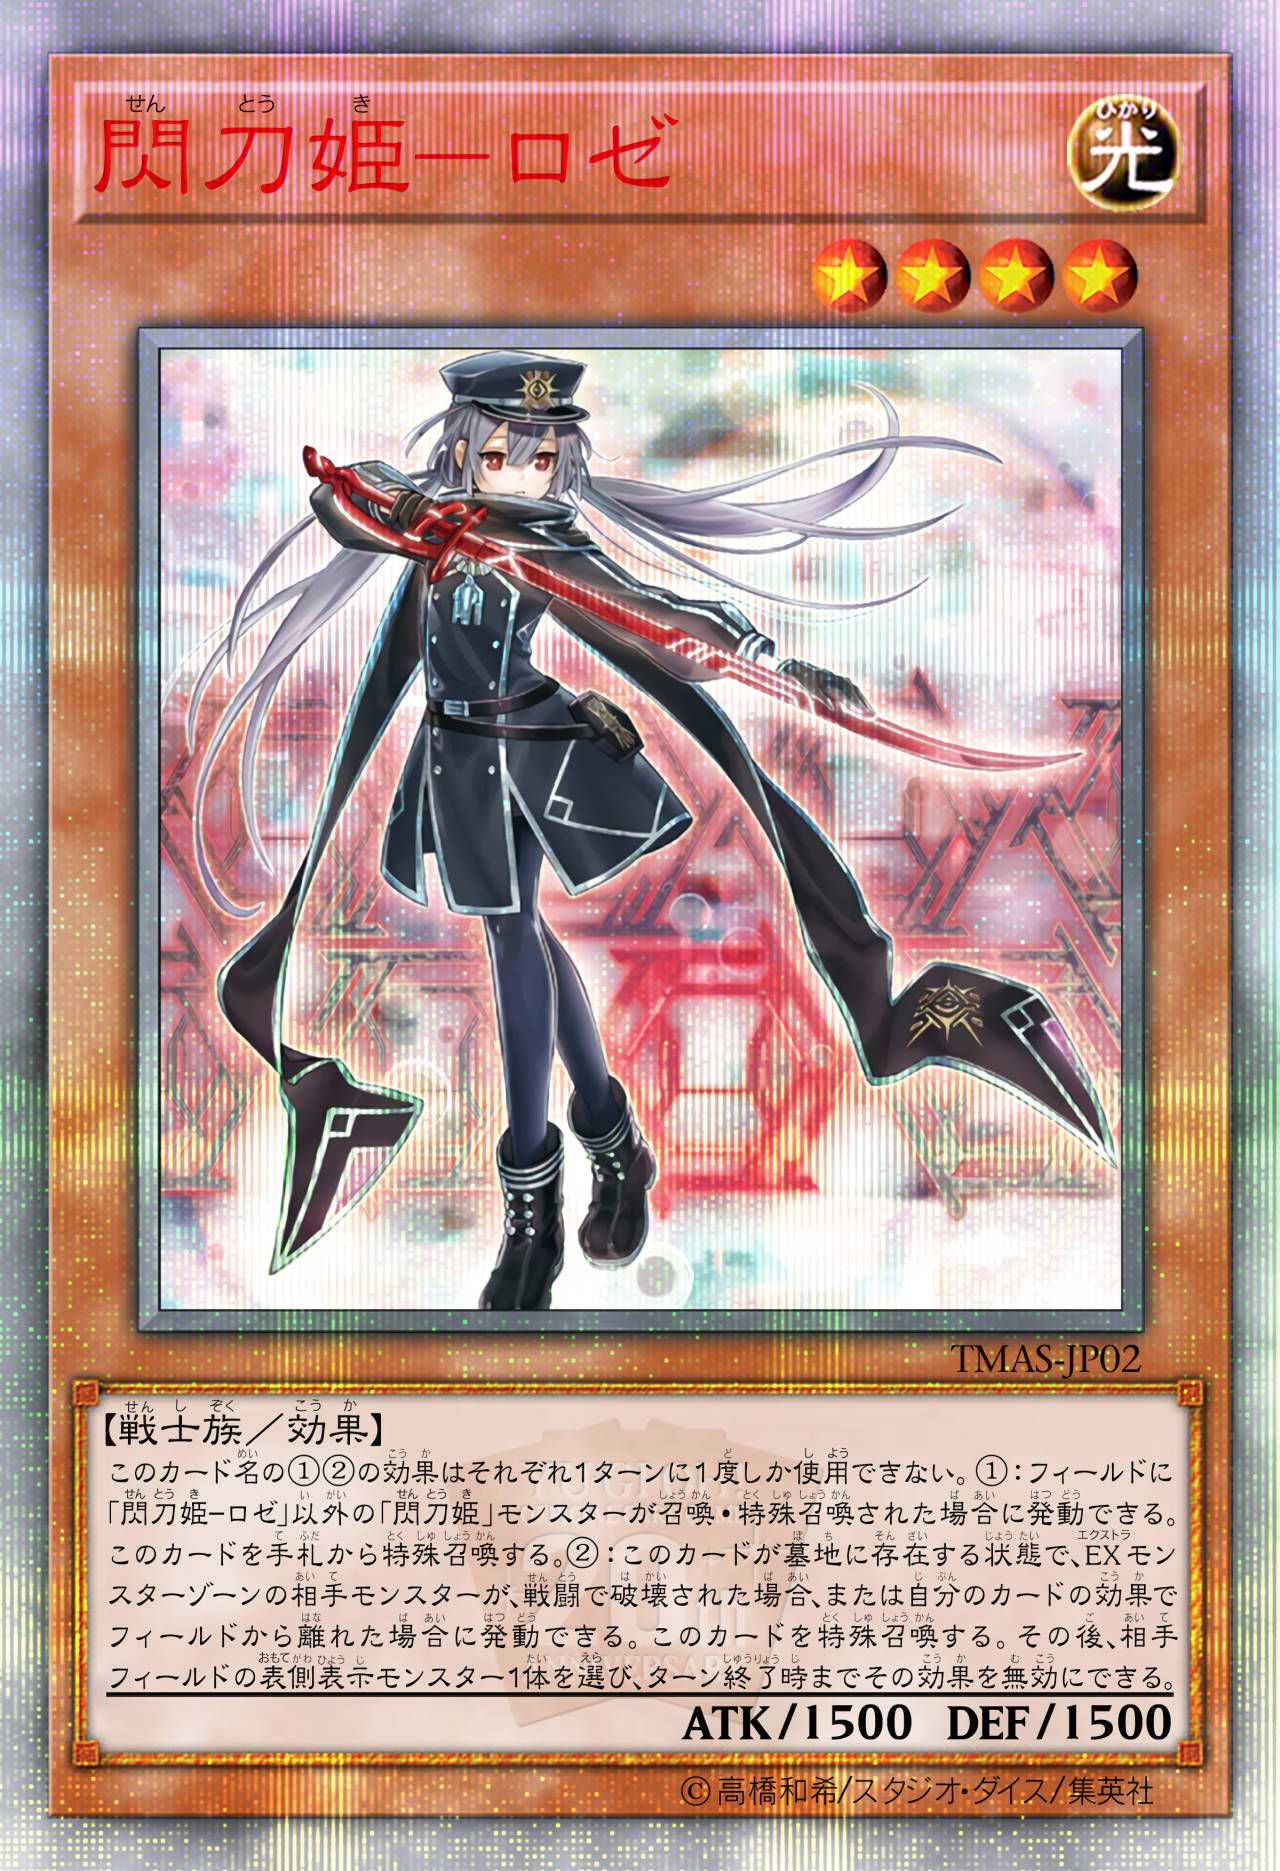 閃刀姫－ロゼ
光
TMAS-JP02
【戦士族／効果】
このカード名の①②の効果はそれぞれ1ターンに1度しか使用できない。①：フィールドに
「閃刀姫－ロゼ」以外の「閃刀姫」モンスターが召喚・特殊召喚された場合に発動できる。
このカードを手札から特殊召喚する。②：このカードが墓地に存在する状態で、EXモン
スターゾーンの相手モンスターが、戦闘で破壊された場合、または自分のカードの効果で
フィールドから離れた場合に発動できる。このカードを特殊召喚する。その後、相手
フィールドの表側表示モンスター1体を選び、ターン終了時までその効果を無効にできる。
ATK/1500 DEF/1500
©高橋和希/スタジオ・ダイス/集英社